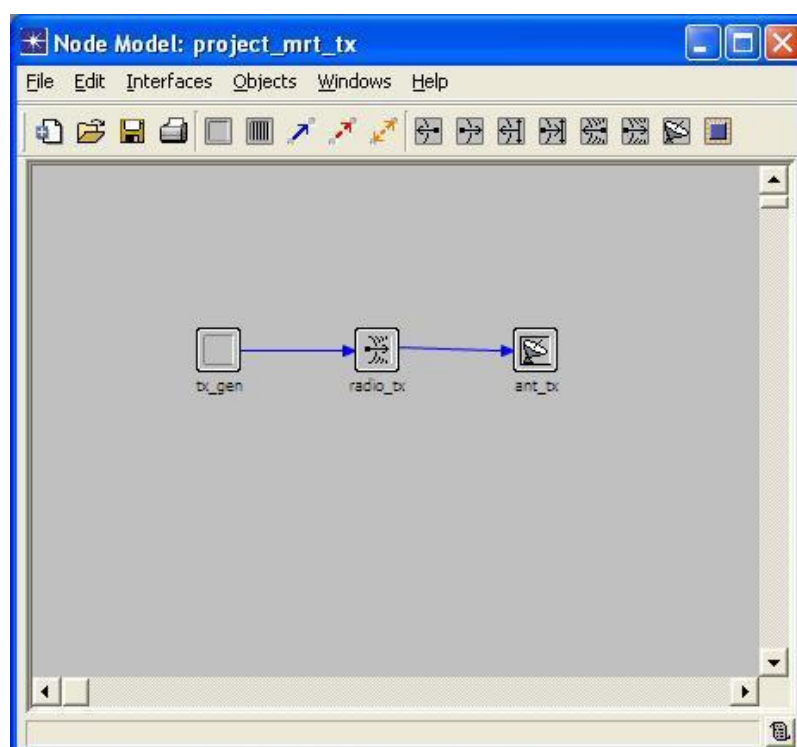 Node Model: project_mrt_tx
File Edit Interfaces Objects Windows Help
tx_gen radio_tx ant_tx